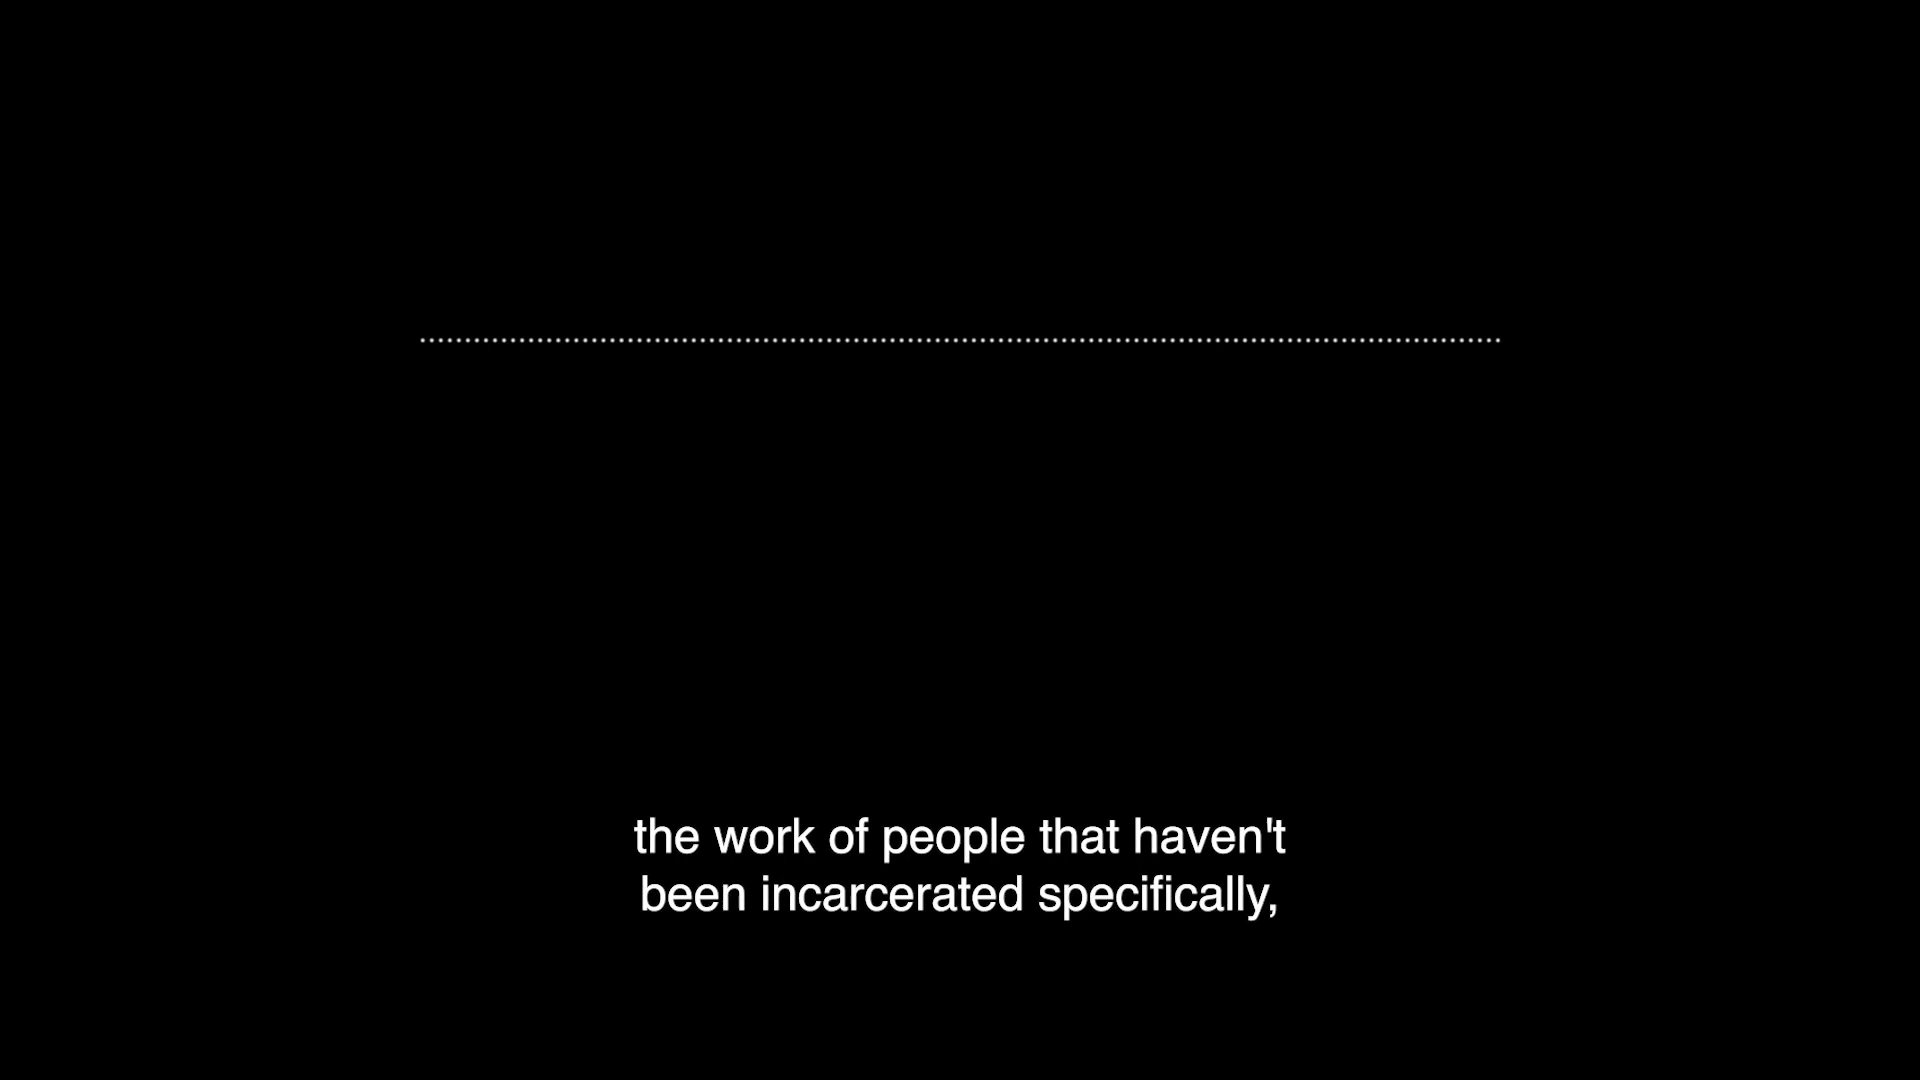 the work of people that haven't
been incarcerated specifically,